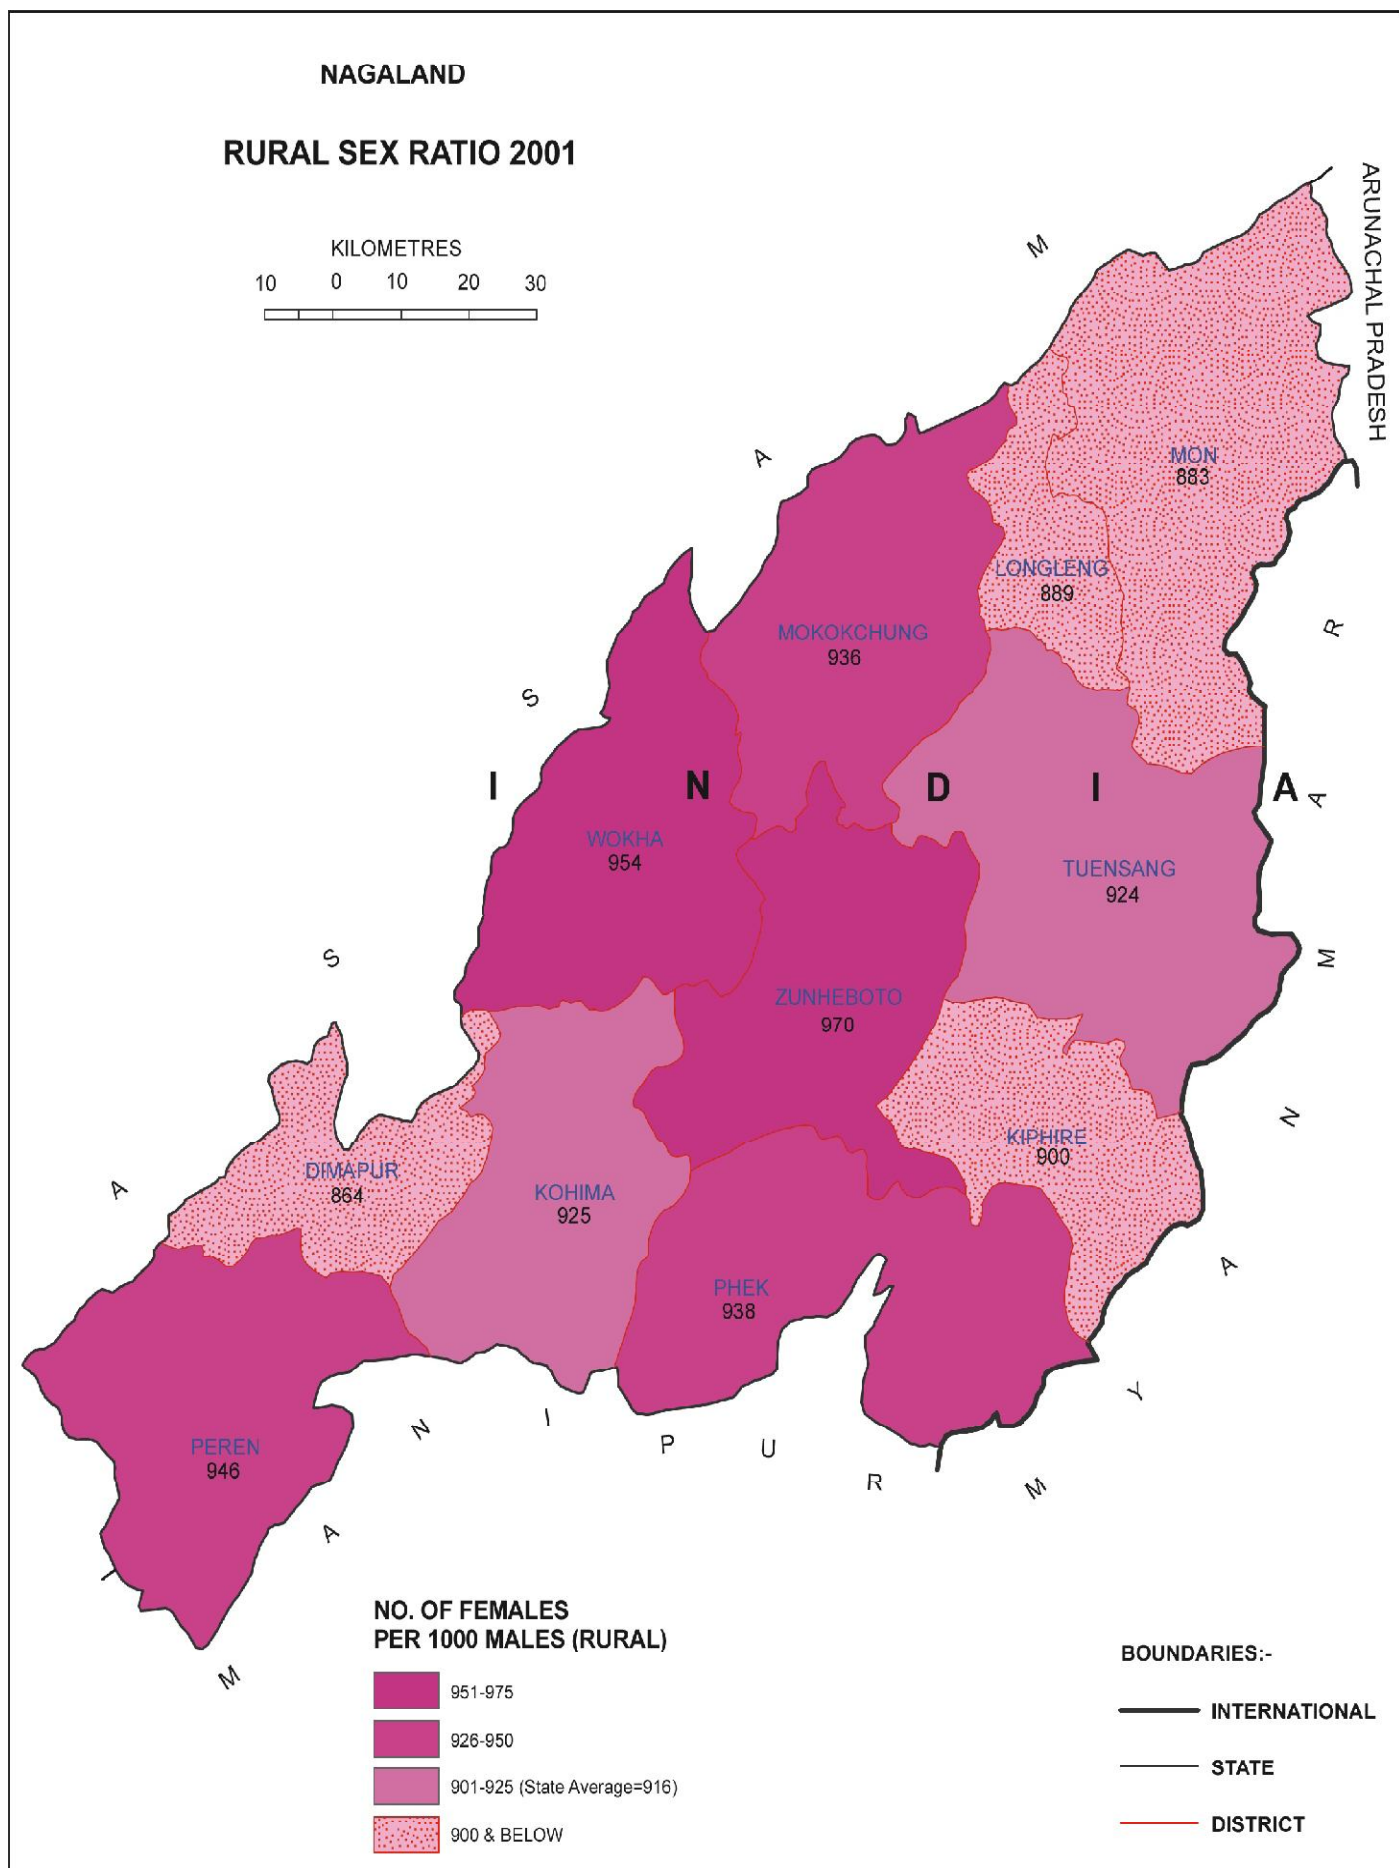 NAGALAND
RURAL SEX RATIO 2001
KILOMETRES
10 0 10 20 30
ARUNACHAL PRADESH
A S S A M
MON
883
LONGLENG
889
MOKOKCHUNG
936
I N D I A
WOKHA
954
TUENSANG
924
ZUNHEBOTO
970
KIPHIRE
900
DIMAPUR
864
KOHIMA
925
PHEK
938
PEREN
946
M A N I P U R
M Y A N M A R
NO. OF FEMALES
PER 1000 MALES (RURAL)
951-975
926-950
901-925 (State Average=916)
900 & BELOW
BOUNDARIES:-
INTERNATIONAL
STATE
DISTRICT